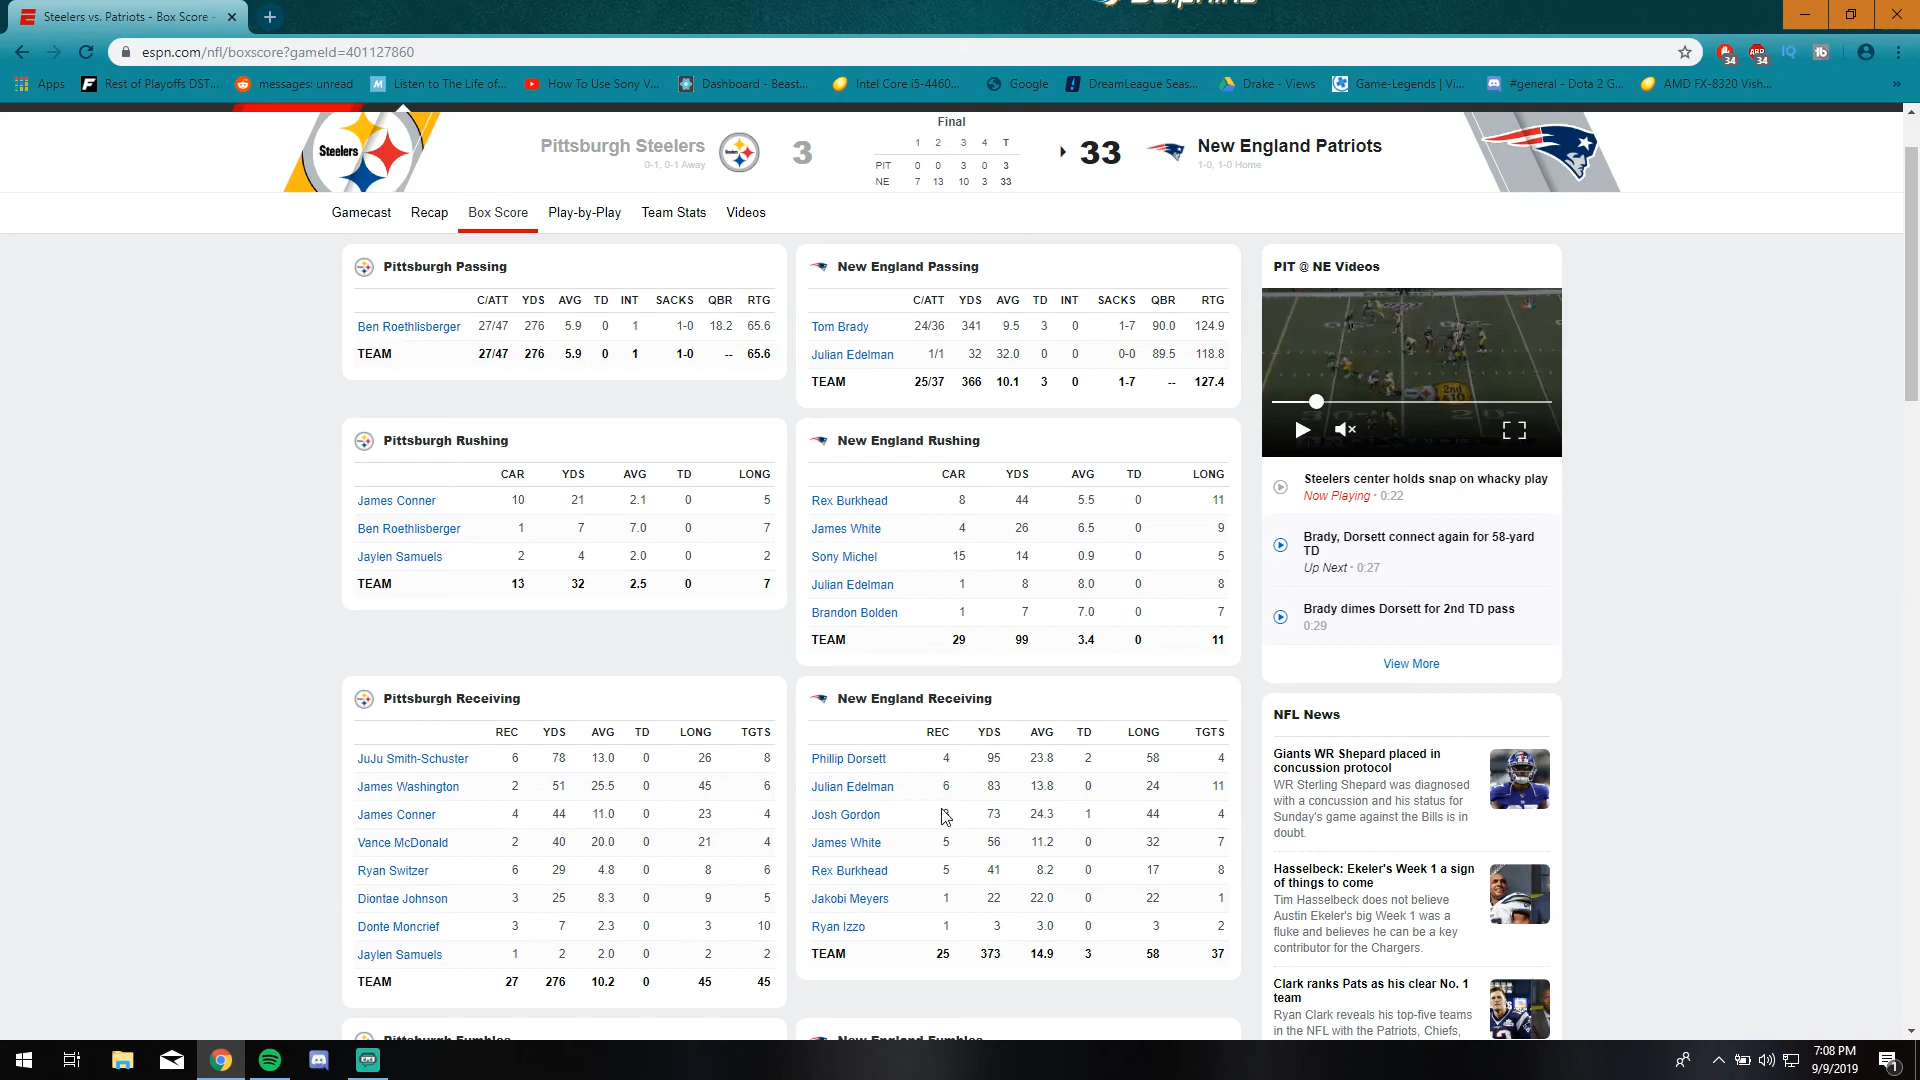 Steelers vs. Patriots - Box Score -
espn.com/nfl/boxscore?gameId=401127860
34
34
Apps Rest of Playoffs DST... messages: unread Listen to The Life of... How To Use Sony V... Dashboard - Beast... Intel Core i5-4460... Google DreamLeague Seas... Drake - Views Game-Legends | Vi... #general - Dota 2 G... AMD FX-8320 Vish... »
Steelers
Pittsburgh Steelers
0-1, 0-1 Away
3
Final
1 2 3 4 T
PIT 0 0 3 0 3
NE 7 13 10 3 33
33
New England Patriots
1-0, 1-0 Home
Gamecast Recap Box Score Play-by-Play Team Stats Videos
Pittsburgh Passing
C/ATT YDS AVG TD INT SACKS QBR RTG
Ben Roethlisberger 27/47 276 5.9 0 1 1-0 18.2 65.6
TEAM 27/47 276 5.9 0 1 1-0 -- 65.6
New England Passing
C/ATT YDS AVG TD INT SACKS QBR RTG
Tom Brady 24/36 341 9.5 3 0 1-7 90.0 124.9
Julian Edelman 1/1 32 32.0 0 0 0-0 89.5 118.8
TEAM 25/37 366 10.1 3 0 1-7 -- 127.4
Pittsburgh Rushing
CAR YDS AVG TD LONG
James Conner 10 21 2.1 0 5
Ben Roethlisberger 1 7 7.0 0 7
Jaylen Samuels 2 4 2.0 0 2
TEAM 13 32 2.5 0 7
New England Rushing
CAR YDS AVG TD LONG
Rex Burkhead 8 44 5.5 0 11
James White 4 26 6.5 0 9
Sony Michel 15 14 0.9 0 5
Julian Edelman 1 8 8.0 0 8
Brandon Bolden 1 7 7.0 0 7
TEAM 29 99 3.4 0 11
Pittsburgh Receiving
REC YDS AVG TD LONG TGTS
JuJu Smith-Schuster 6 78 13.0 0 26 8
James Washington 2 51 25.5 0 45 6
James Conner 4 44 11.0 0 23 4
Vance McDonald 2 40 20.0 0 21 4
Ryan Switzer 6 29 4.8 0 8 6
Diontae Johnson 3 25 8.3 0 9 5
Donte Moncrief 3 7 2.3 0 3 10
Jaylen Samuels 1 2 2.0 0 2 2
TEAM 27 276 10.2 0 45 45
New England Receiving
REC YDS AVG TD LONG TGTS
Phillip Dorsett 4 95 23.8 2 58 4
Julian Edelman 6 83 13.8 0 24 11
Josh Gordon 73 24.3 1 44 4
James White 5 56 11.2 0 32 7
Rex Burkhead 5 41 8.2 0 17 8
Jakobi Meyers 1 22 22.0 0 22 1
Ryan Izzo 1 3 3.0 0 3 2
TEAM 25 373 14.9 3 58 37
Pittsburgh Fumbles
New England Fumbles
PIT @ NE Videos
2nd
Steelers center holds snap on whacky play
Now Playing · 0:22
Brady, Dorsett connect again for 58-yard
TD
Up Next · 0:27
Brady dimes Dorsett for 2nd TD pass
0:29
View More
NFL News
Giants WR Shepard placed in
concussion protocol
WR Sterling Shepard was diagnosed
with a concussion and his status for
Sunday's game against the Bills is in
doubt.
Hasselbeck: Ekeler's Week 1 a sign
of things to come
Tim Hasselbeck does not believe
Austin Ekeler's big Week 1 was a
fluke and believes he can be a key
contributor for the Chargers.
Clark ranks Pats as his clear No. 1
team
Ryan Clark reveals his top-five teams
in the NFL with the Patriots, Chiefs,
7:08 PM
9/9/2019
1